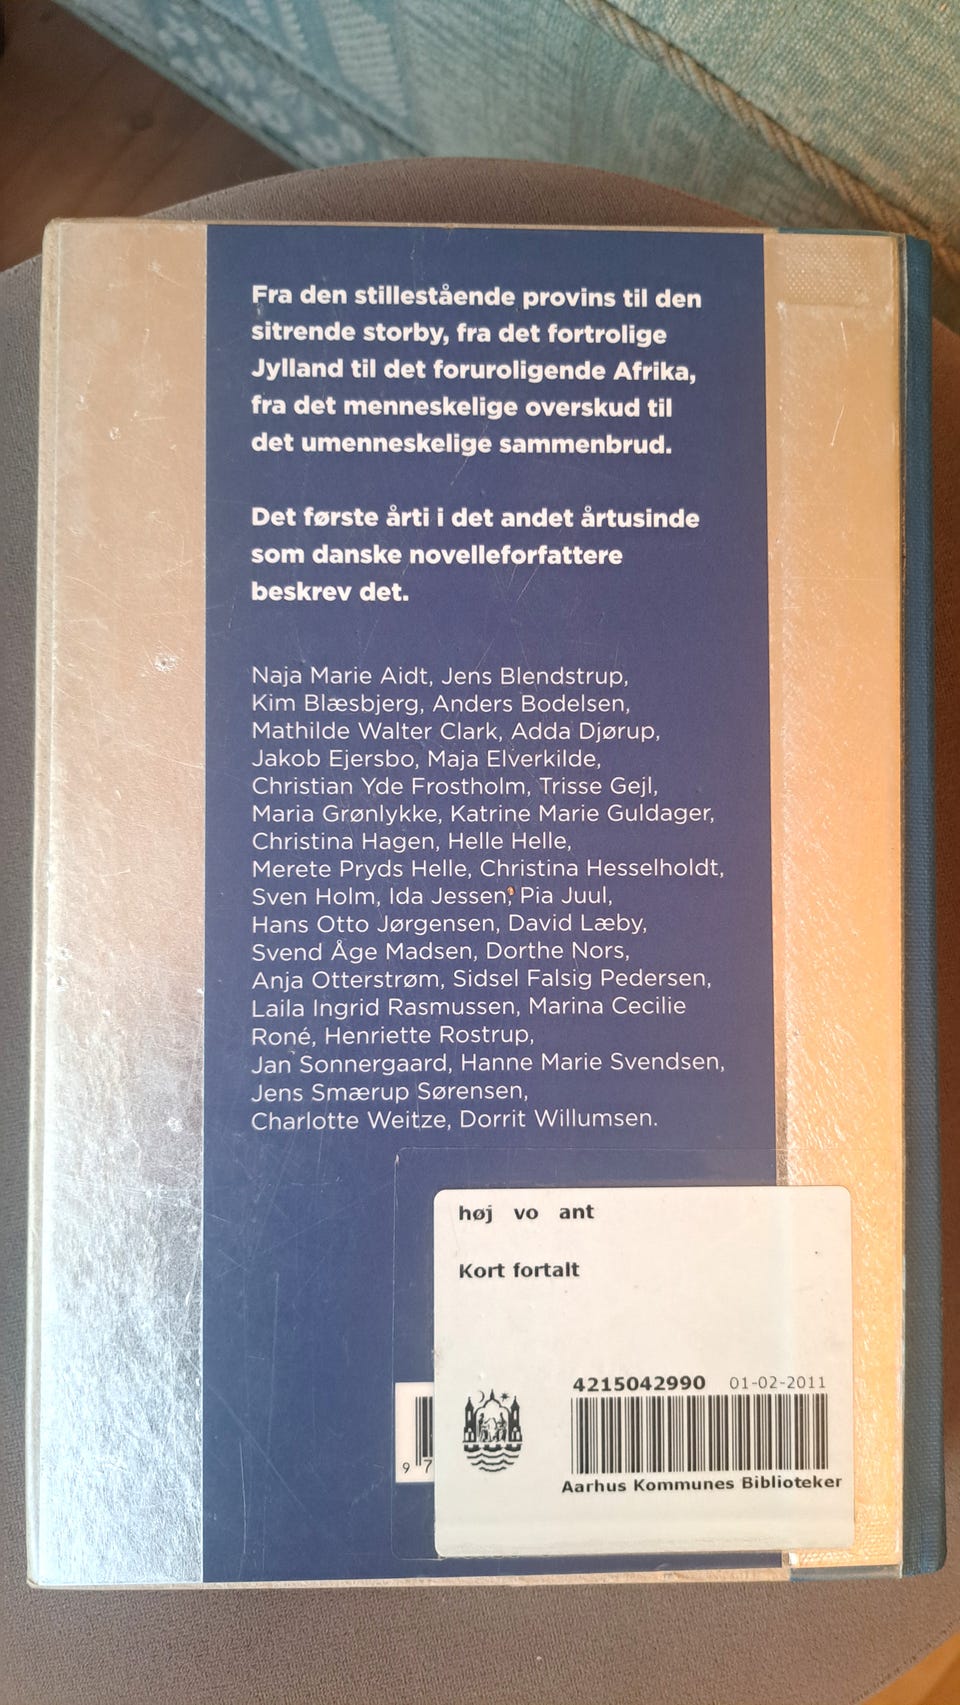 Fra den stillestående provins til den
sitrende storby, fra det fortrolige
Jylland til det foruroligende Afrika,
fra det menneskelige overskud til
det umenneskelige sammenbrud.
Det første årti i det andet årtusinde
som danske novelleforfattere
beskrev det.
Naja Marie Aidt, Jens Blendstrup,
Kim Blæsbjerg, Anders Bodelsen,
Mathilde Walter Clark, Adda Djørup,
Jakob Ejersbo, Maja Elverkilde,
Christian Yde Frostholm, Trisse Gejl,
Maria Grønlykke, Katrine Marie Guldager,
Christina Hagen, Helle Helle,
Merete Pryds Helle, Christina Hesselholdt,
Sven Holm, Ida Jessen, Pia Juul,
Hans Otto Jørgensen, David Læby,
Svend Åge Madsen, Dorthe Nors,
Anja Otterstrøm, Sidsel Falsig Pedersen,
Laila Ingrid Rasmussen, Marina Cecilie
Roné, Henriette Rostrup,
Jan Sonnergaard, Hanne Marie Svendsen,
Jens Smærup Sørensen,
Charlotte Weitze, Dorrit Willumsen.
høj vo ant
Kort fortalt
4215042990 01-02-2011
9 7
Aarhus Kommunes Biblioteker